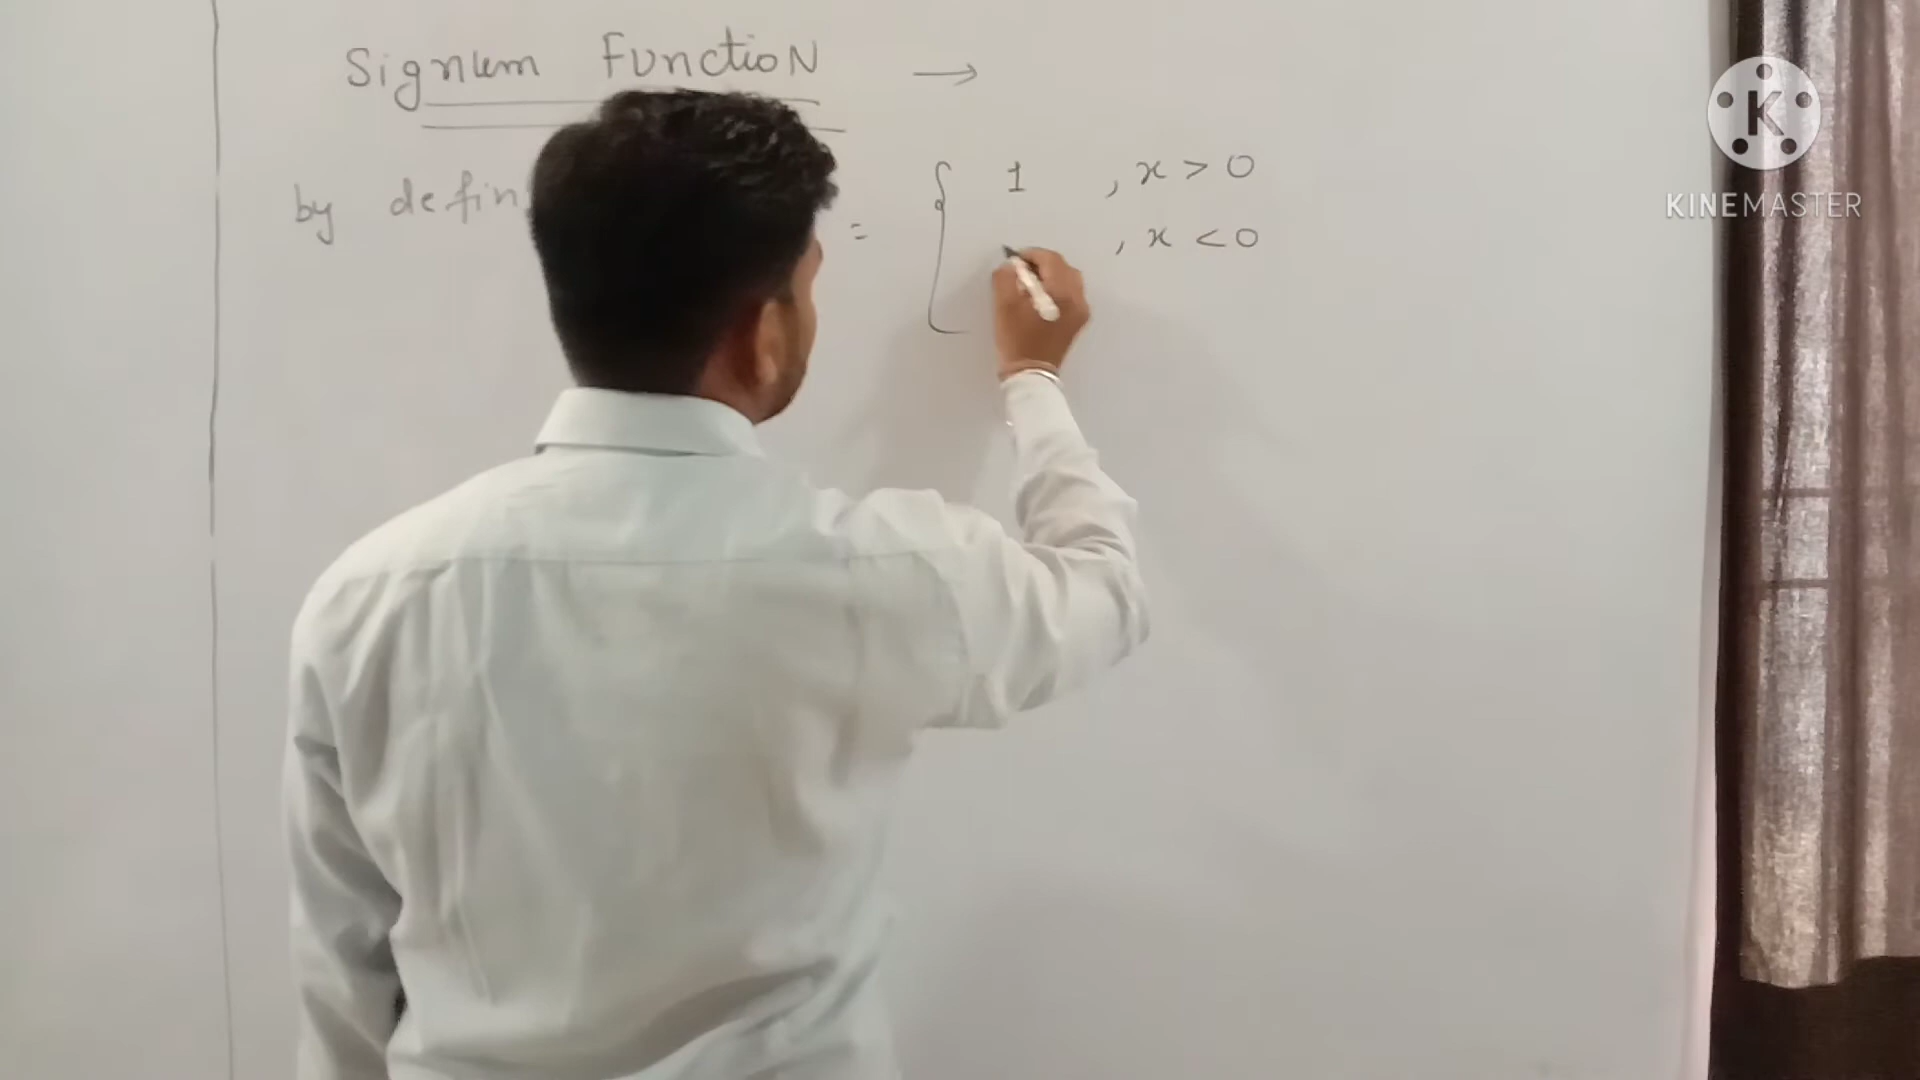 Signum Function →
by defin = { 1 , x > 0
, x < 0
K
KINEMASTER